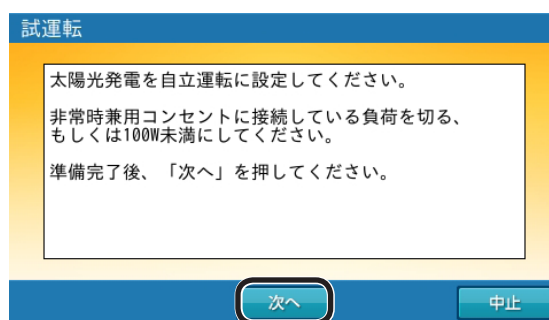 試運転
太陽光発電を自立運転に設定してください。
非常時兼用コンセントに接続している負荷を切る、
もしくは100W未満にしてください。
準備完了後、「次へ」を押してください。
次へ
中止